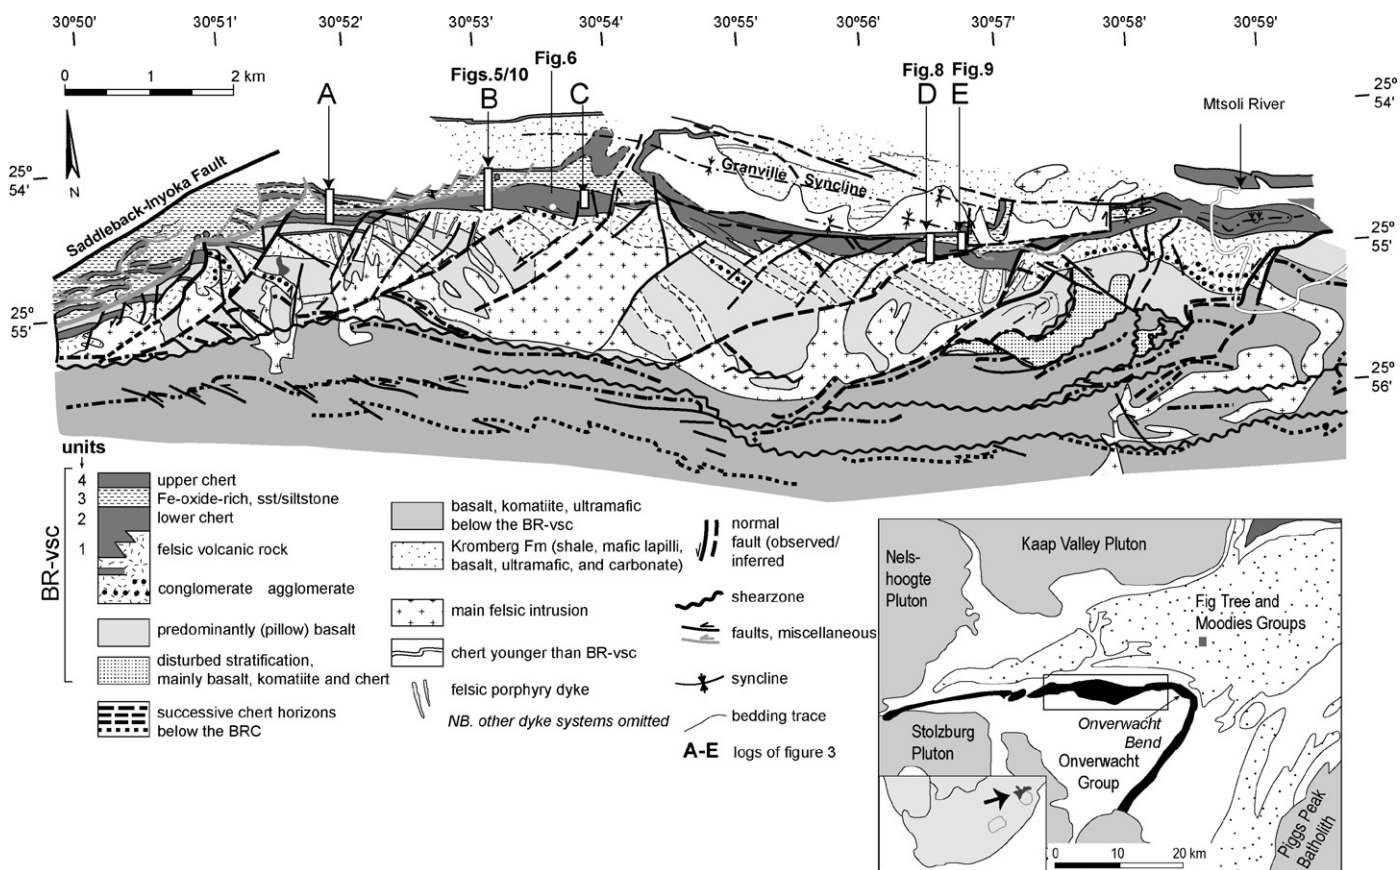 30°50' 30°51' 30°52' 30°53' 30°54' 30°55' 30°56' 30°57' 30°58' 30°59'
0 1 2 km
Fig.6
Figs.5/10
Fig.8 Fig.9
A B C D E
25°
54'
Mtsoli River
N
25°
54'
Saddleback-Inyoka Fault
Granville Syncline
25°
55'
25°
55'
25°
56'
units
BR-vsc
4 upper chert
3 Fe-oxide-rich, sst/siltstone
2 lower chert
1 felsic volcanic rock
conglomerate agglomerate
predominantly (pillow) basalt
disturbed stratification,
mainly basalt, komatiite and chert
successive chert horizons
below the BRC
basalt, komatiite, ultramafic
below the BR-vsc
Kromberg Fm (shale, mafic lapilli,
basalt, ultramafic, and carbonate)
main felsic intrusion
chert younger than BR-vsc
felsic porphyry dyke
NB. other dyke systems omitted
normal
fault (observed/
inferred
shearzone
faults, miscellaneous
syncline
bedding trace
A-E logs of figure 3
Kaap Valley Pluton
Nels-
hoogte
Pluton
Fig Tree and
Moodies Groups
Onverwacht
Bend
Stolzburg
Pluton
Onverwacht
Group
Piggs Peak
Batholith
0 10 20 km